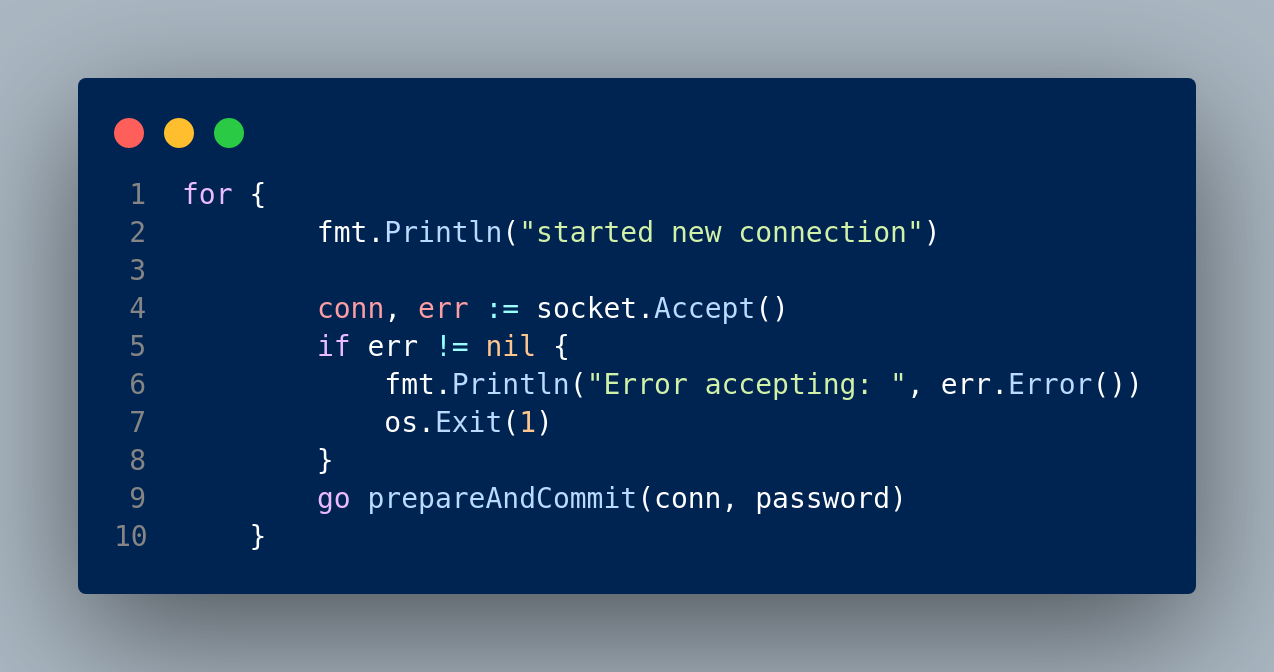 1 for {
2         fmt.Println("started new connection")
3
4         conn, err := socket.Accept()
5         if err != nil {
6             fmt.Println("Error accepting: ", err.Error())
7             os.Exit(1)
8         }
9         go prepareAndCommit(conn, password)
10     }